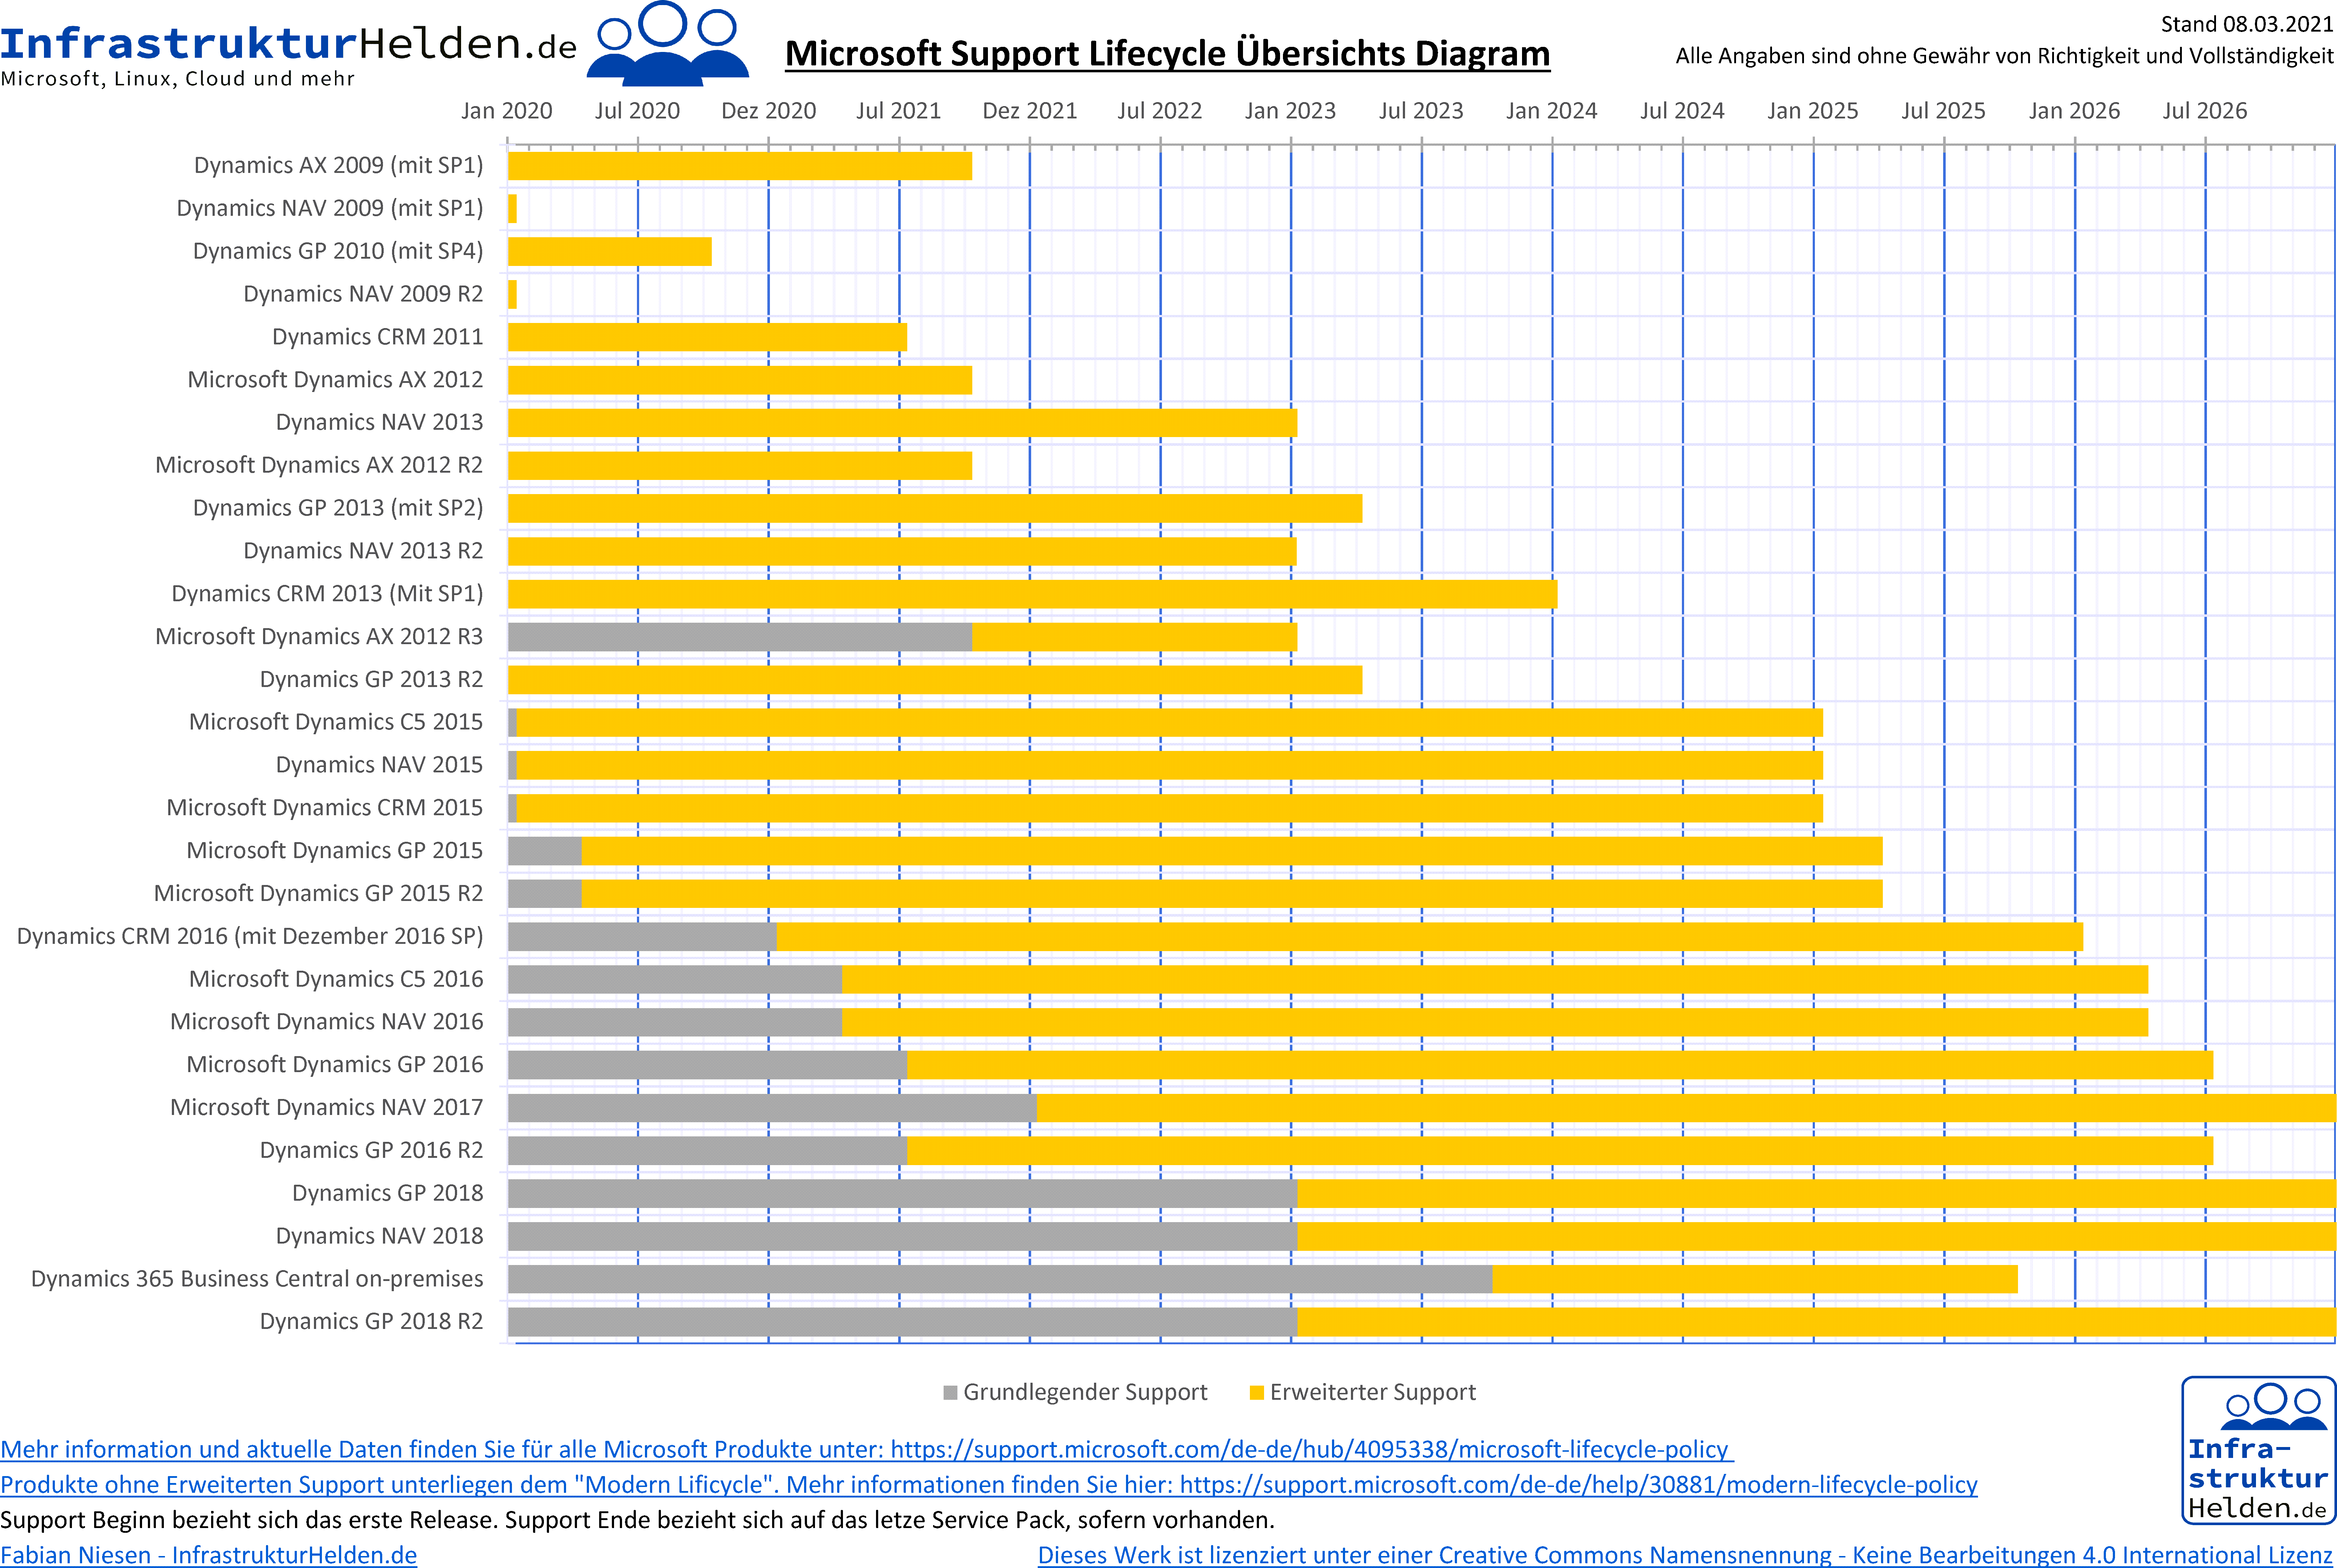 InfrastrukturHelden.de
Microsoft, Linux, Cloud und mehr
Microsoft Support Lifecycle Übersichts Diagram
Stand 08.03.2021
Alle Angaben sind ohne Gewähr von Richtigkeit und Vollständigkeit
Jan 2020 Jul 2020 Dez 2020 Jul 2021 Dez 2021 Jul 2022 Jan 2023 Jul 2023 Jan 2024 Jul 2024 Jan 2025 Jul 2025 Jan 2026 Jul 2026
Dynamics AX 2009 (mit SP1)
Dynamics NAV 2009 (mit SP1)
Dynamics GP 2010 (mit SP4)
Dynamics NAV 2009 R2
Dynamics CRM 2011
Microsoft Dynamics AX 2012
Dynamics NAV 2013
Microsoft Dynamics AX 2012 R2
Dynamics GP 2013 (mit SP2)
Dynamics NAV 2013 R2
Dynamics CRM 2013 (Mit SP1)
Microsoft Dynamics AX 2012 R3
Dynamics GP 2013 R2
Microsoft Dynamics C5 2015
Dynamics NAV 2015
Microsoft Dynamics CRM 2015
Microsoft Dynamics GP 2015
Microsoft Dynamics GP 2015 R2
Dynamics CRM 2016 (mit Dezember 2016 SP)
Microsoft Dynamics C5 2016
Microsoft Dynamics NAV 2016
Microsoft Dynamics GP 2016
Microsoft Dynamics NAV 2017
Dynamics GP 2016 R2
Dynamics GP 2018
Dynamics NAV 2018
Dynamics 365 Business Central on-premises
Dynamics GP 2018 R2
Grundlegender Support Erweiterter Support
Mehr information und aktuelle Daten finden Sie für alle Microsoft Produkte unter: https://support.microsoft.com/de-de/hub/4095338/microsoft-lifecycle-policy
Produkte ohne Erweiterten Support unterliegen dem "Modern Lificycle". Mehr informationen finden Sie hier: https://support.microsoft.com/de-de/help/30881/modern-lifecycle-policy
Support Beginn bezieht sich das erste Release. Support Ende bezieht sich auf das letze Service Pack, sofern vorhanden.
Fabian Niesen - InfrastrukturHelden.de
Dieses Werk ist lizenziert unter einer Creative Commons Namensnennung - Keine Bearbeitungen 4.0 International Lizenz
Infra-
struktur
Helden.de